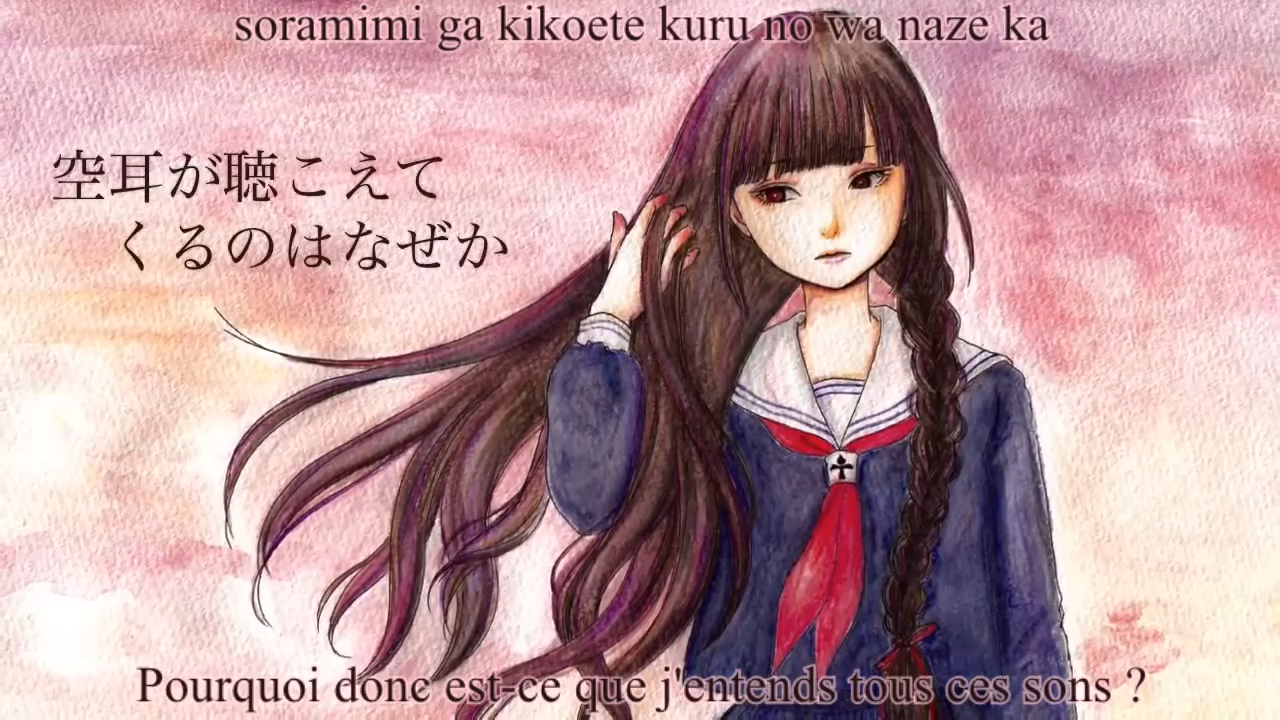 soramimi ga kikoete kuru no wa naze ka
空耳が聴こえて
くるのはなぜか
Pourquoi donc est-ce que j'entends tous ces sons ?